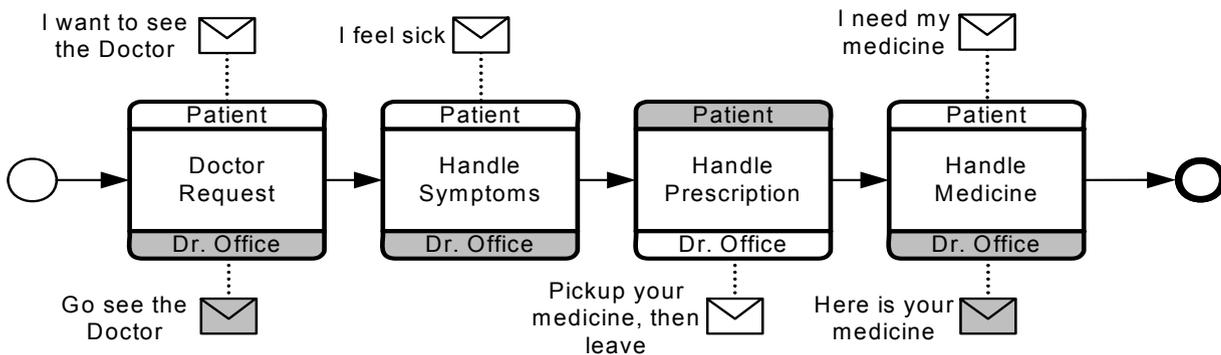 I want to see
the Doctor
I feel sick
I need my
medicine
Patient
Patient
Patient
Patient
Doctor
Request
Handle
Symptoms
Handle
Prescription
Handle
Medicine
Dr. Office
Dr. Office
Dr. Office
Dr. Office
Go see the
Doctor
Pickup your
medicine, then
leave
Here is your
medicine